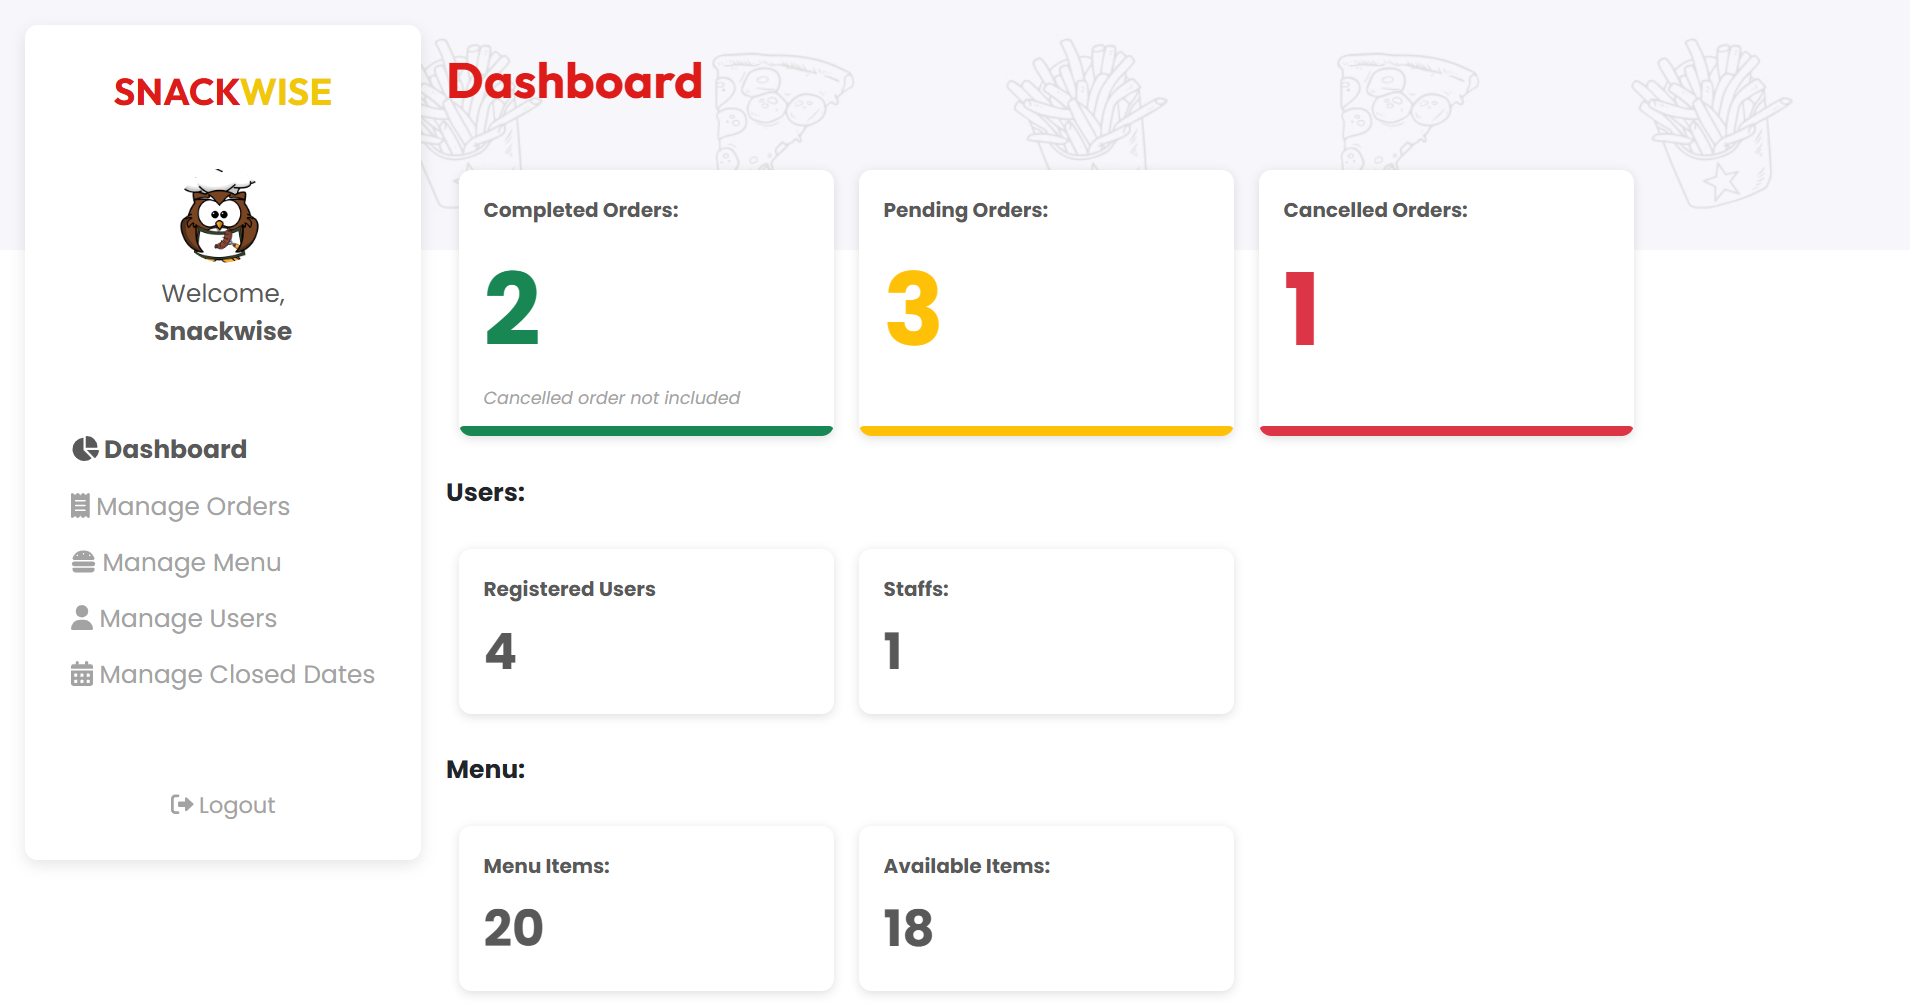 SNACKWISE
Welcome,
Snackwise
Dashboard
Manage Orders
Manage Menu
Manage Users
Manage Closed Dates
Logout
Dashboard
Completed Orders:
2
Cancelled order not included
Pending Orders:
3
Cancelled Orders:
1
Users:
Registered Users
4
Staffs:
1
Menu:
Menu Items:
20
Available Items:
18